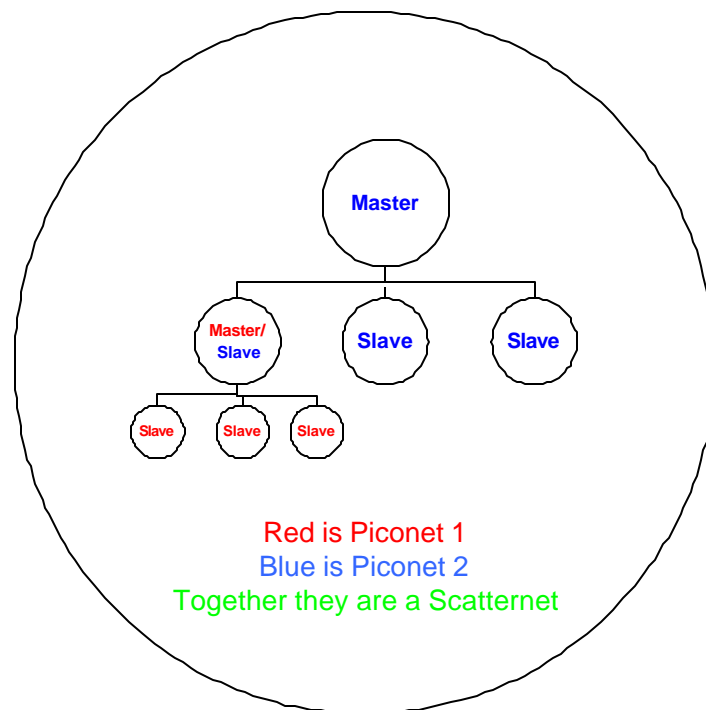 Master
Master/
Slave
Slave
Slave
Slave
Slave
Slave
Red is Piconet 1
Blue is Piconet 2
Together they are a Scatternet